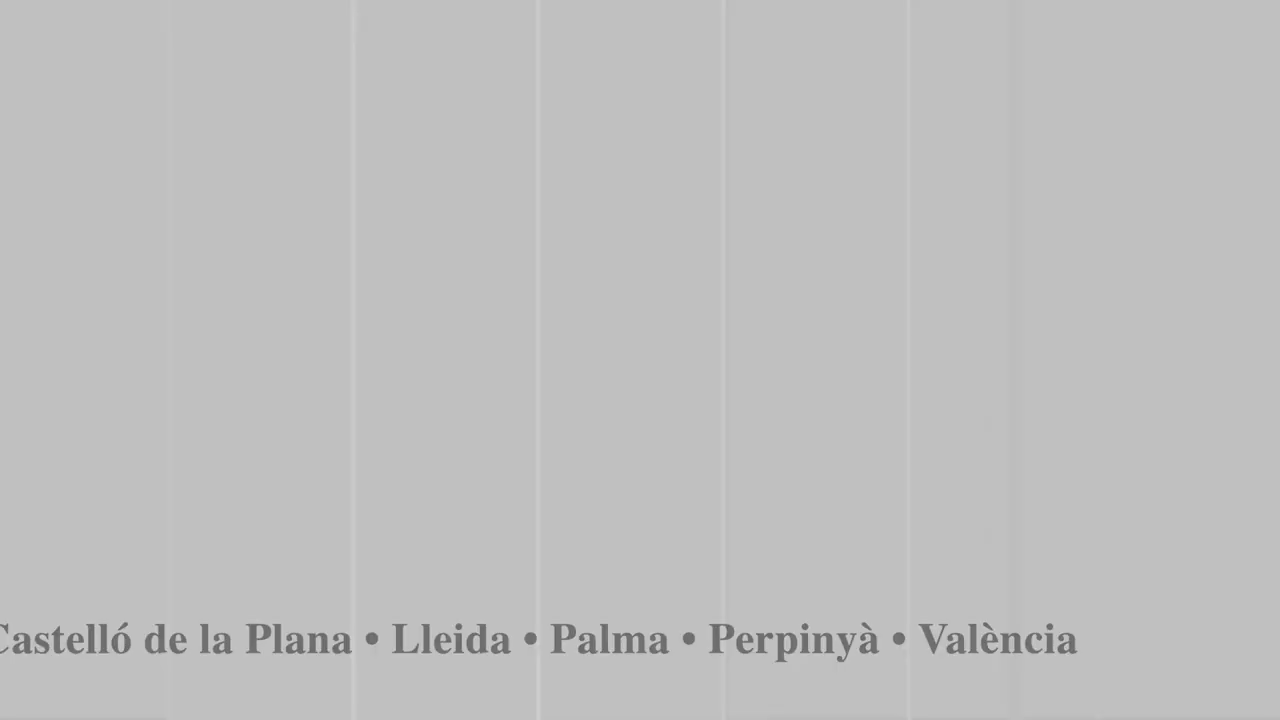 Castelló de la Plana • Lleida • Palma • Perpinyà • València